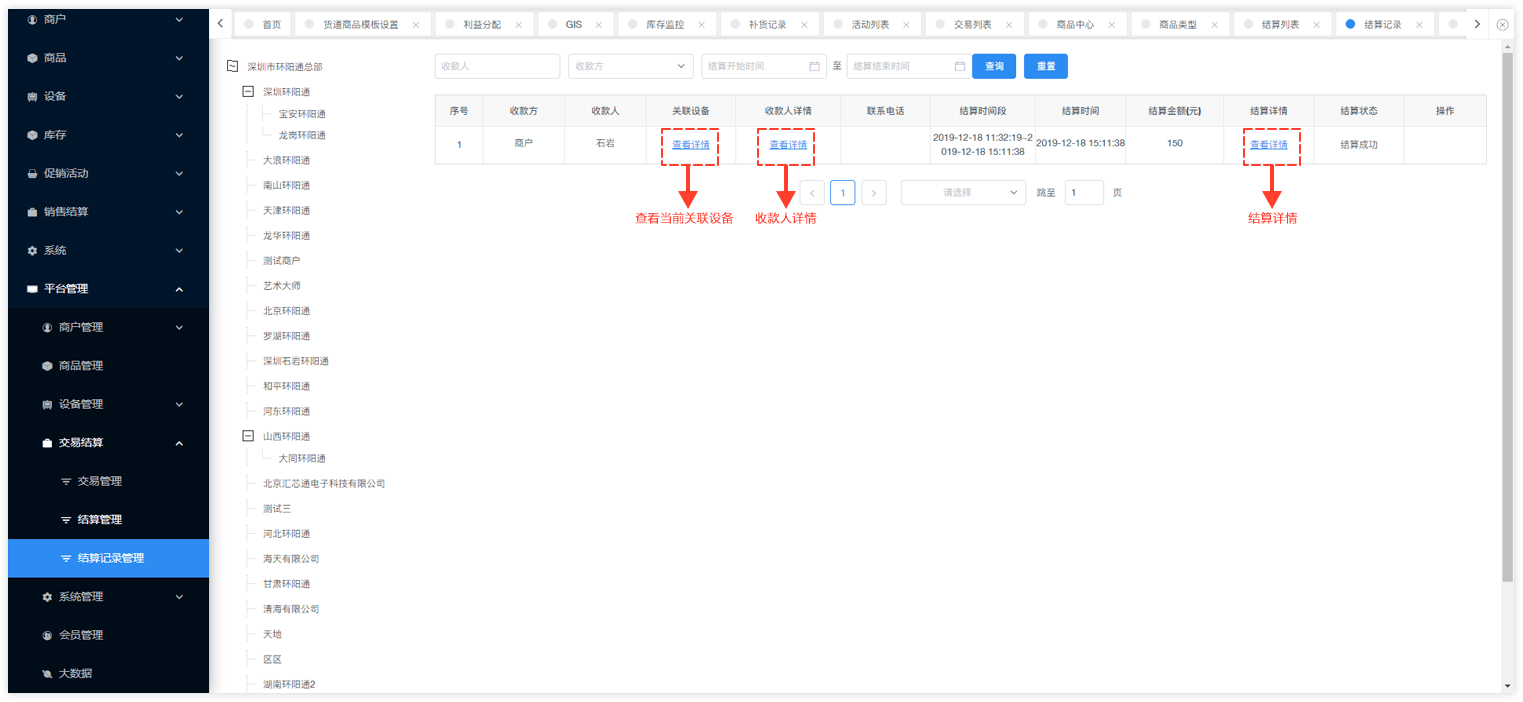 商户
商品
设备
库存
促销活动
销售结算
系统
平台管理
商户管理
商品管理
设备管理
交易结算
交易管理
结算管理
结算记录管理
系统管理
会员管理
大数据
首页
货道商品模板设置
利益分配
GIS
库存监控
补货记录
活动列表
交易列表
商品中心
商品类型
结算列表
结算记录
深圳市环阳通总部
深圳环阳通
宝安环阳通
龙岗环阳通
大浪环阳通
南山环阳通
天津环阳通
龙华环阳通
测试商户
艺术大师
北京环阳通
罗湖环阳通
深圳石岩环阳通
和平环阳通
河东环阳通
山西环阳通
大同环阳通
北京汇芯通电子科技有限公司
测试三
河北环阳通
海天有限公司
甘肃环阳通
清海有限公司
天地
区区
湖南环阳通2
收款人 收款方 结算开始时间 至 结算结束时间 查询 重置
序号 收款方 收款人 关联设备 收款人详情 联系电话 结算时间段 结算时间 结算金额(元) 结算详情 结算状态 操作
1 商户 石岩 查看详情 查看详情 2019-12-18 11:32:19~2 2019-12-18 15:11:38 150 查看详情 结算成功
019-12-18 15:11:38
1 请选择 跳至 1 页
查看当前关联设备 收款人详情 结算详情